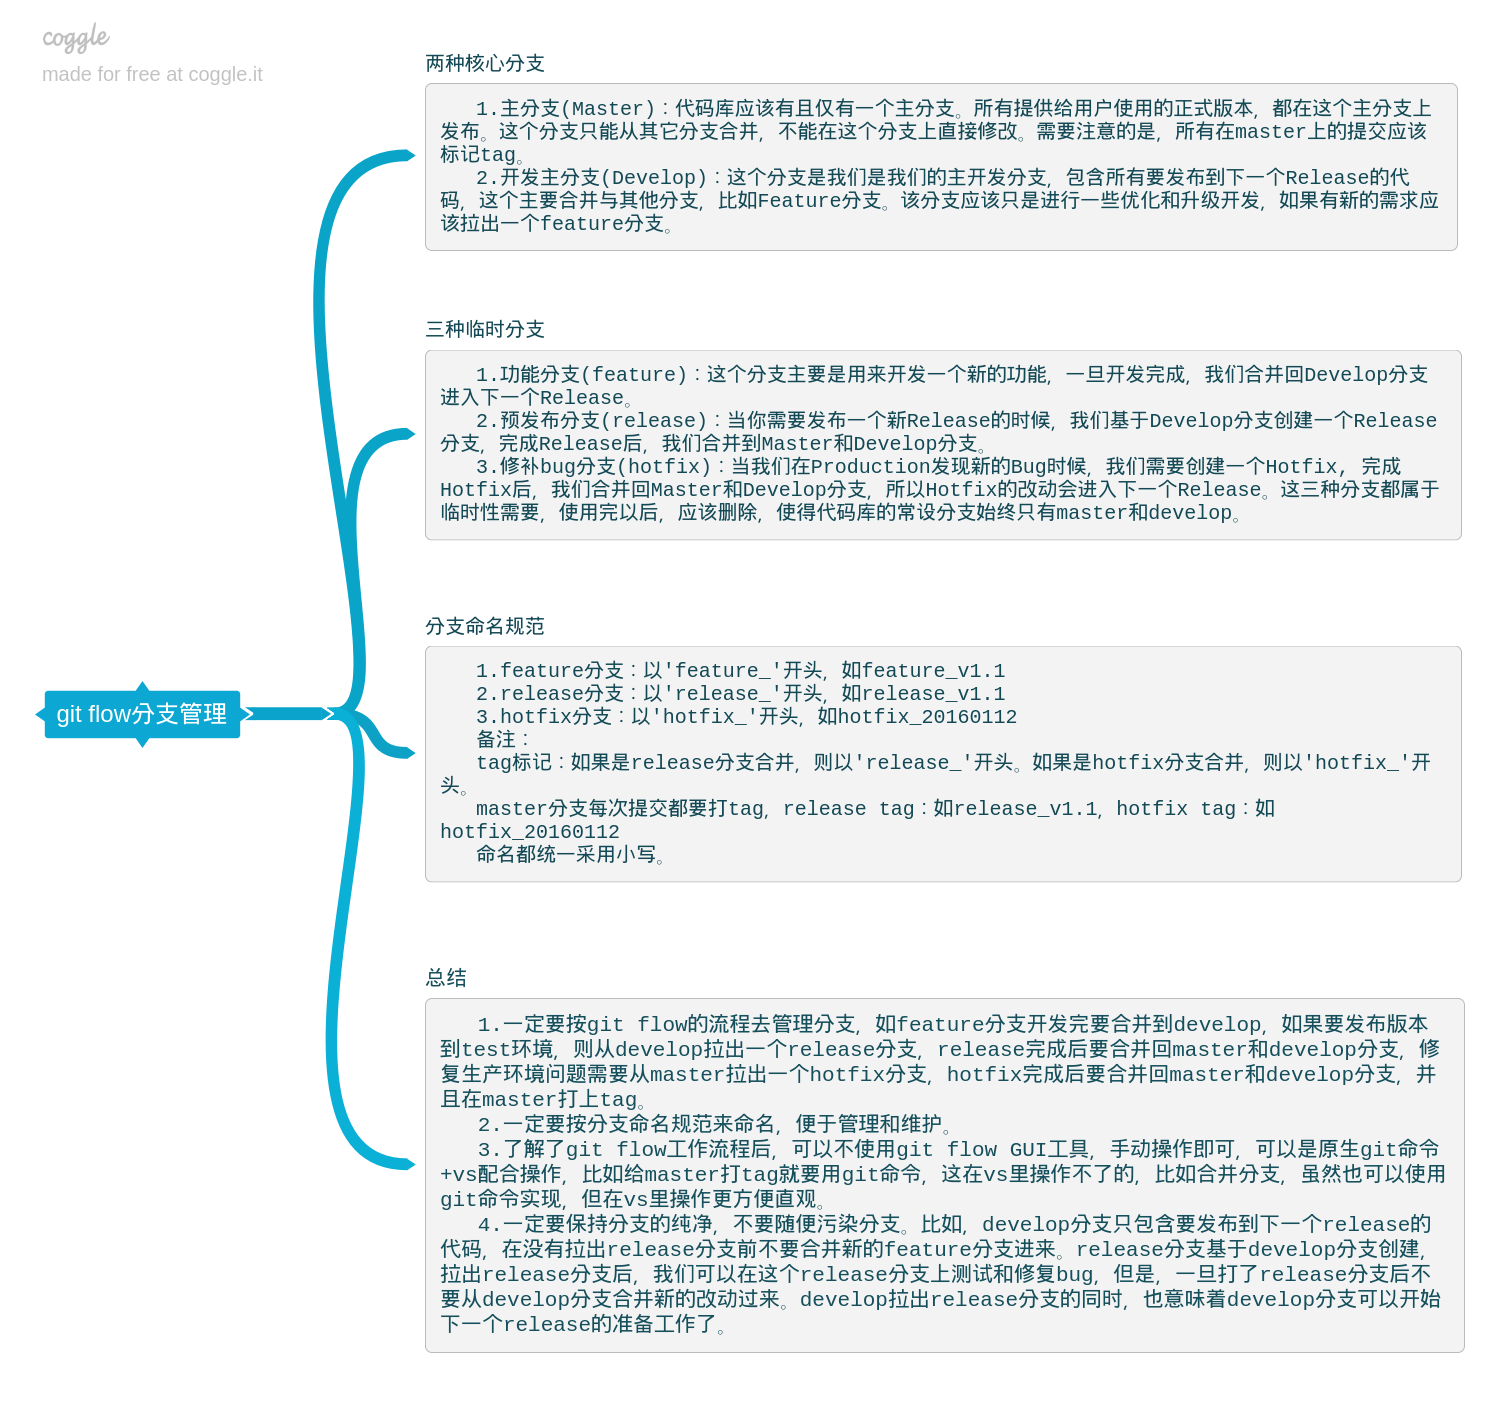 coggle
made for free at coggle.it
两种核心分支
1.主分支(Master)：代码库应该有且仅有一个主分支。所有提供给用户使用的正式版本，都在这个主分支上
发布。这个分支只能从其它分支合并，不能在这个分支上直接修改。需要注意的是，所有在master上的提交应该
标记tag。
2.开发主分支(Develop)：这个分支是我们是我们的主开发分支，包含所有要发布到下一个Release的代
码，这个主要合并与其他分支，比如Feature分支。该分支应该只是进行一些优化和升级开发，如果有新的需求应
该拉出一个feature分支。
三种临时分支
1.功能分支(feature)：这个分支主要是用来开发一个新的功能，一旦开发完成，我们合并回Develop分支
进入下一个Release。
2.预发布分支(release)：当你需要发布一个新Release的时候，我们基于Develop分支创建一个Release
分支，完成Release后，我们合并到Master和Develop分支。
3.修补bug分支(hotfix)：当我们在Production发现新的Bug时候，我们需要创建一个Hotfix, 完成
Hotfix后，我们合并回Master和Develop分支，所以Hotfix的改动会进入下一个Release。这三种分支都属于
临时性需要，使用完以后，应该删除，使得代码库的常设分支始终只有master和develop。
分支命名规范
1.feature分支：以'feature_'开头，如feature_v1.1
2.release分支：以'release_'开头，如release_v1.1
3.hotfix分支：以'hotfix_'开头，如hotfix_20160112
备注：
tag标记：如果是release分支合并，则以'release_'开头。如果是hotfix分支合并，则以'hotfix_'开
头。
master分支每次提交都要打tag，release tag：如release_v1.1，hotfix tag：如
hotfix_20160112
命名都统一采用小写。
git flow分支管理
总结
1.一定要按git flow的流程去管理分支，如feature分支开发完要合并到develop，如果要发布版本
到test环境，则从develop拉出一个release分支，release完成后要合并回master和develop分支，修
复生产环境问题需要从master拉出一个hotfix分支，hotfix完成后要合并回master和develop分支，并
且在master打上tag。
2.一定要按分支命名规范来命名，便于管理和维护。
3.了解了git flow工作流程后，可以不使用git flow GUI工具，手动操作即可，可以是原生git命令
+vs配合操作，比如给master打tag就要用git命令，这在vs里操作不了的，比如合并分支，虽然也可以使用
git命令实现，但在vs里操作更方便直观。
4.一定要保持分支的纯净，不要随便污染分支。比如，develop分支只包含要发布到下一个release的
代码，在没有拉出release分支前不要合并新的feature分支进来。release分支基于develop分支创建，
拉出release分支后，我们可以在这个release分支上测试和修复bug，但是，一旦打了release分支后不
要从develop分支合并新的改动过来。develop拉出release分支的同时，也意味着develop分支可以开始
下一个release的准备工作了。